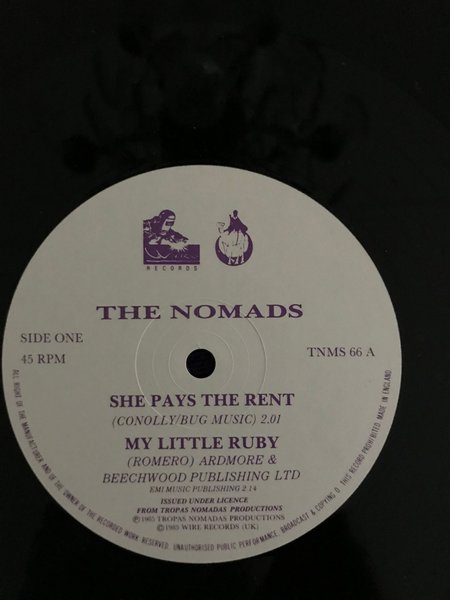 RECORDS
THE NOMADS
SIDE ONE
45 RPM
TNMS 66 A
SHE PAYS THE RENT
(CONOLLY/BUG MUSIC) 2.01
MY LITTLE RUBY
(ROMERO) ARDMORE &
BEECHWOOD PUBLISHING LTD
EMI MUSIC PUBLISHING 2:14
ISSUED UNDER LICENCE
FROM TROPAS NOMADAS PRODUCTIONS
℗1985 TROPAS NOMADAS PRODUCTIONS
©1985 WIRE RECORDS (UK)
ALL RIGHT OF THE MANUFACTURER AND OF THE OWNER OF THE RECORDED WORK RESERVED. UNAUTHORISED PUBLIC PERFORMANCE. BROADCAST & COPYING OF THIS RECORD PROHIBITED. MADE IN ENGLAND